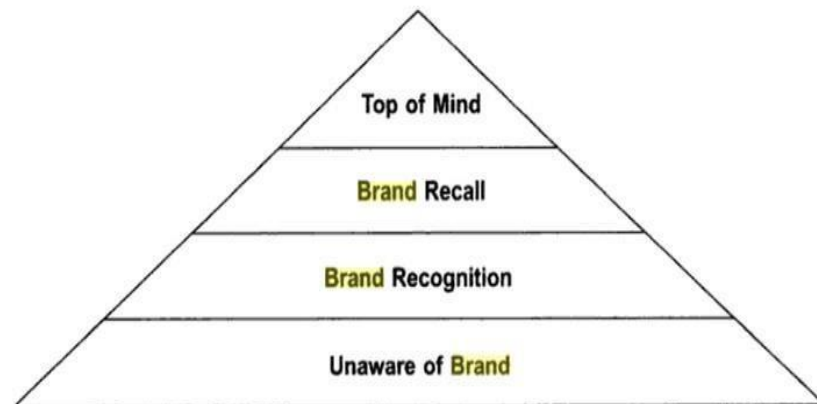 Top of Mind
Brand Recall
Brand Recognition
Unaware of Brand